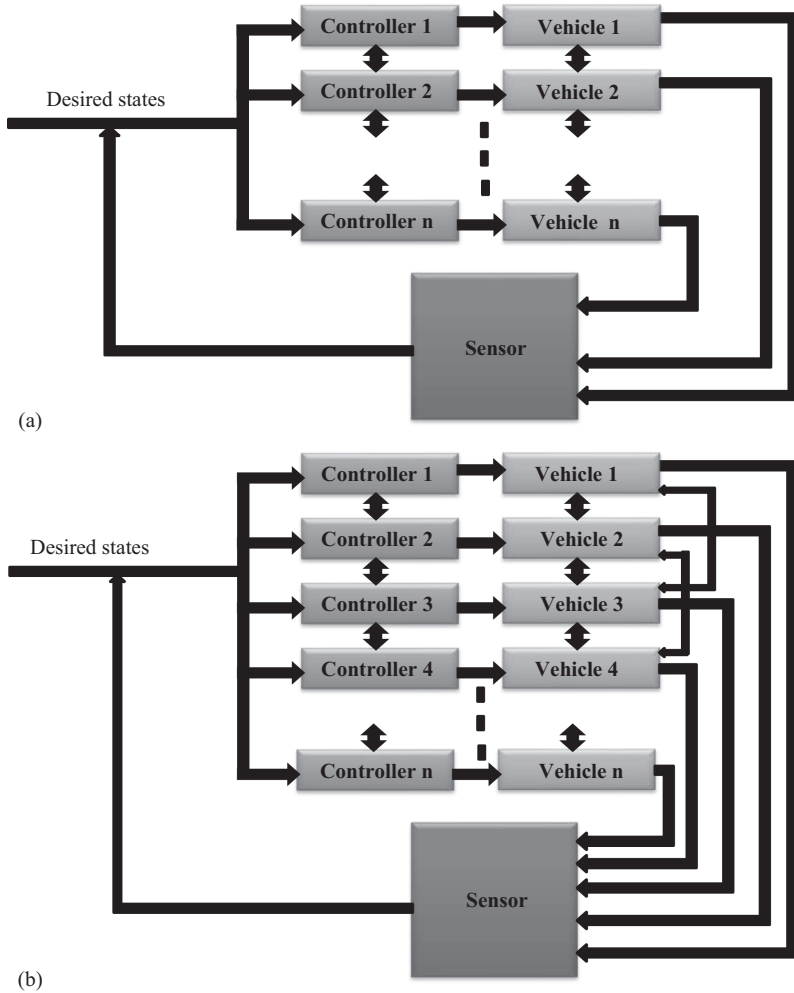 Controller 1 Vehicle 1
Desired states
Controller 2 Vehicle 2
Controller n Vehicle n
Sensor
(a)
Controller 1 Vehicle 1
Desired states
Controller 2 Vehicle 2
Controller 3 Vehicle 3
Controller 4 Vehicle 4
Controller n Vehicle n
Sensor
(b)